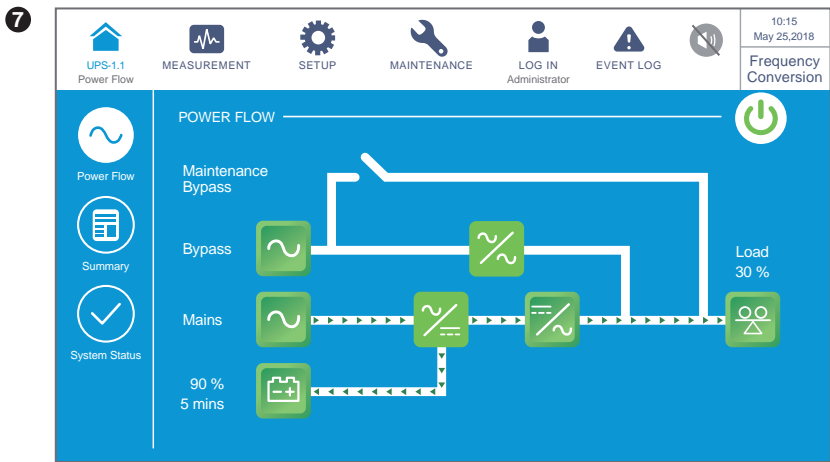 7
UPS-1.1
Power Flow
MEASUREMENT
SETUP
MAINTENANCE
LOG IN
Administrator
EVENT LOG
10:15
May 25,2018
Frequency
Conversion
Power Flow
Summary
System Status
POWER FLOW
Maintenance
Bypass
Bypass
Mains
90 %
5 mins
Load
30 %